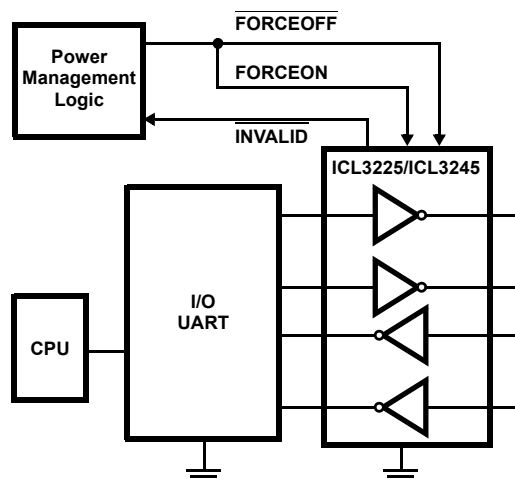 FORCEOFF
Power
Management
Logic
FORCEON
INVALID
ICL3225/ICL3245
I/O
UART
CPU